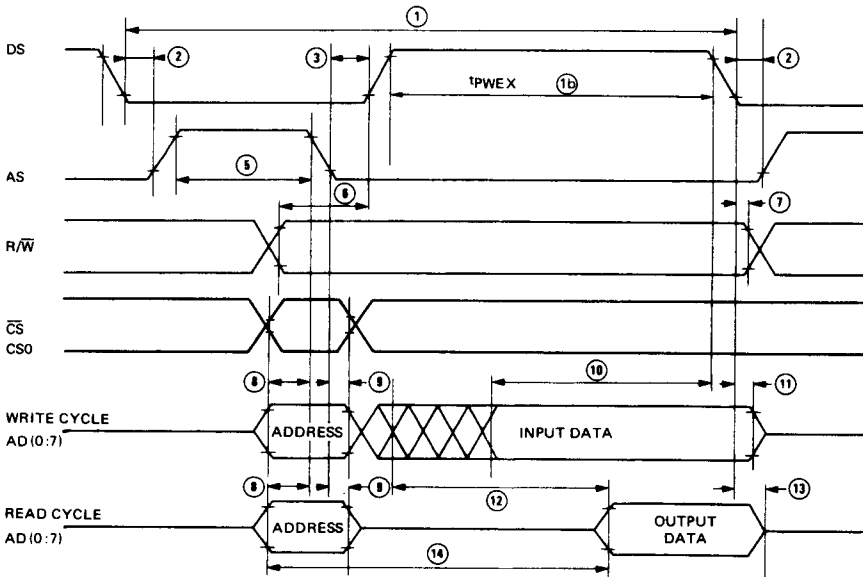 1
DS
2
3
2
tPWEX 1b
5
AS
6
7
R/W̅
C̅S̅
CS0
8
9
10
11
WRITE CYCLE
AD (0:7)
ADDRESS
INPUT DATA
8
9
12
13
READ CYCLE
AD (0:7)
ADDRESS
OUTPUT
DATA
14